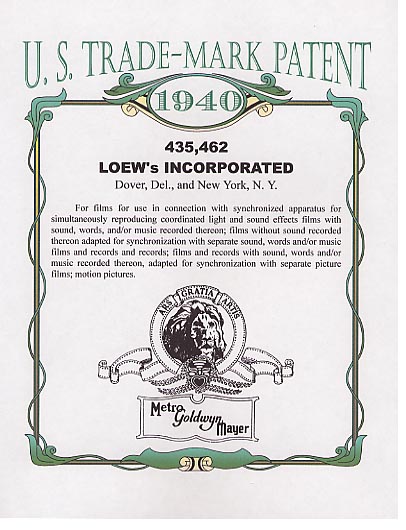 U. S. TRADE-MARK PATENT
1940
435,462
LOEW's INCORPORATED
Dover, Del., and New York, N. Y.
For films for use in connection with synchronized apparatus for
simultaneously reproducing coordinated light and sound effects films with
sound, words, and/or music recorded thereon; films without sound recorded
thereon adapted for synchronization with separate sound, words and/or music
films and records and records; films and records with sound, words and/or
music recorded thereon, adapted for synchronization with separate picture
films; motion pictures.
ARS GRATIA ARTIS
Metro
Goldwyn
Mayer